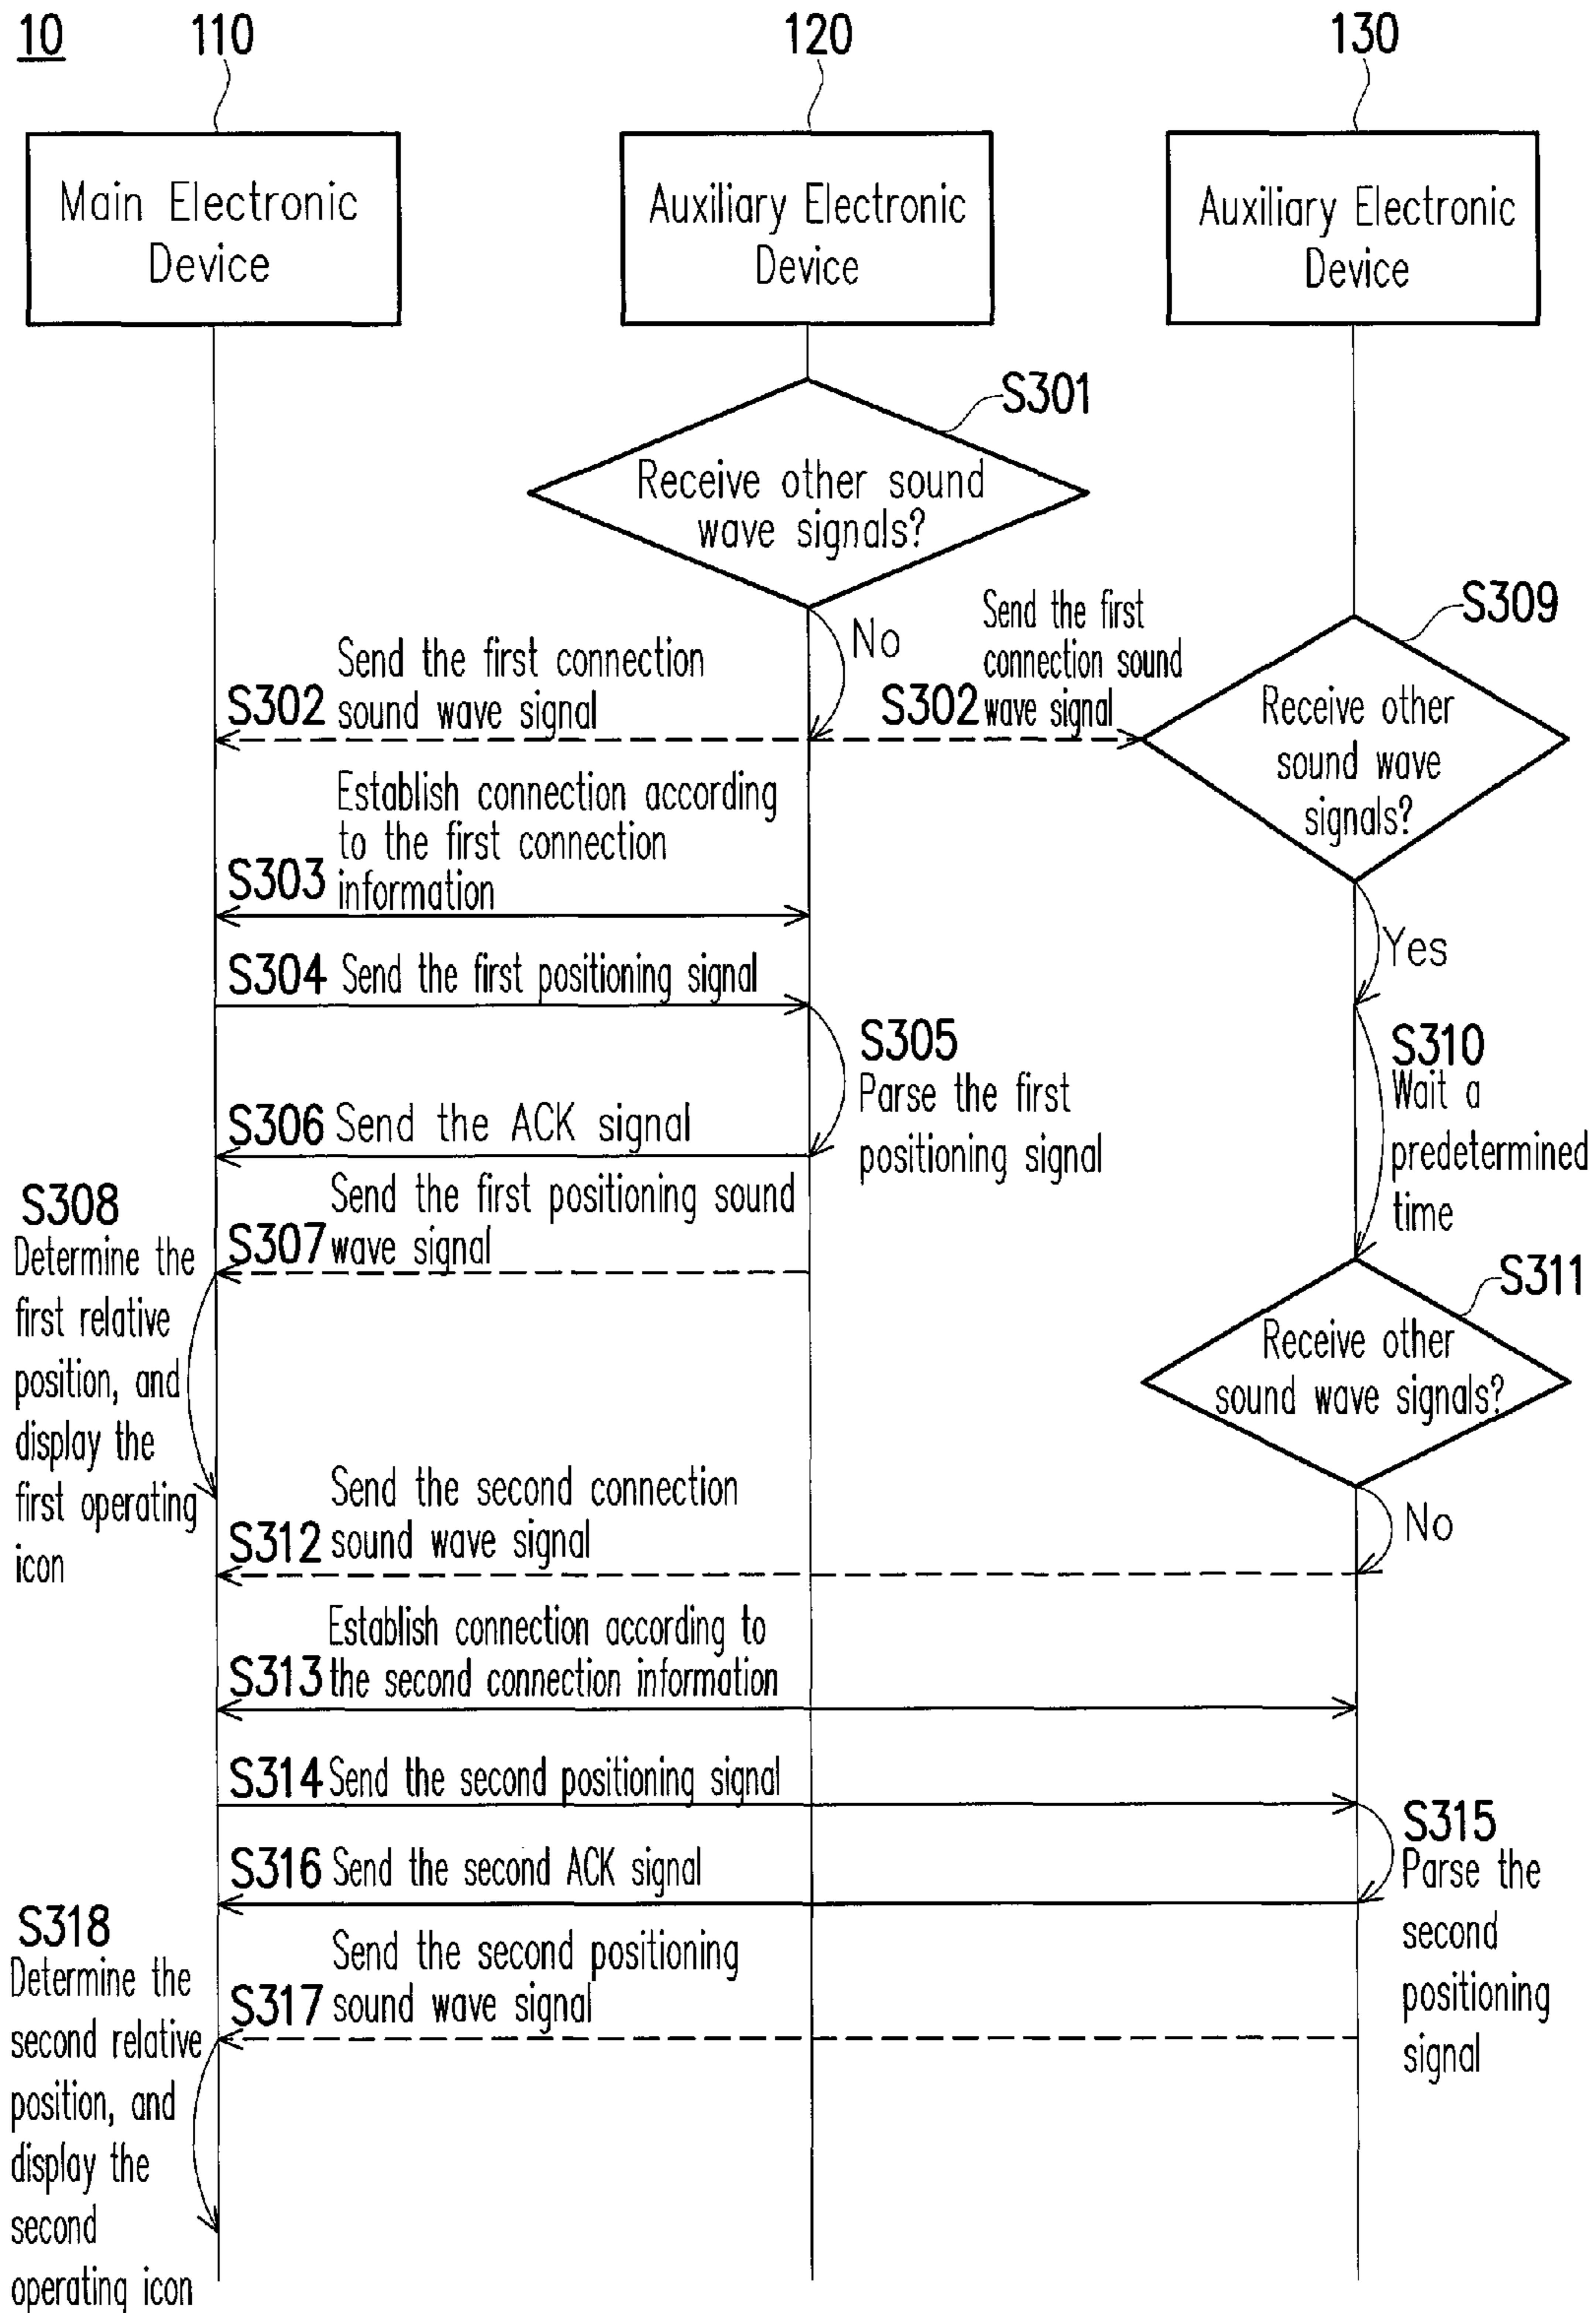 10
110
120
130
Main Electronic
Device
Auxiliary Electronic
Device
Auxiliary Electronic
Device
S301
Receive other sound
wave signals?
No
S302
Send the first connection
sound wave signal
S302
Send the first
connection sound
wave signal
S309
Receive other
sound wave
signals?
S303
Establish connection according
to the first connection
information
Yes
S304 Send the first positioning signal
S305
Parse the first
positioning signal
S310
Wait a
predetermined
time
S306 Send the ACK signal
S307
Send the first positioning sound
wave signal
S308
Determine the
first relative
position, and
display the
first operating
icon
S311
Receive other
sound wave signals?
No
S312
Send the second connection
sound wave signal
S313
Establish connection according to
the second connection information
S314 Send the second positioning signal
S315
Parse the
second
positioning
signal
S316 Send the second ACK signal
S317
Send the second positioning
sound wave signal
S318
Determine the
second relative
position, and
display the
second
operating icon